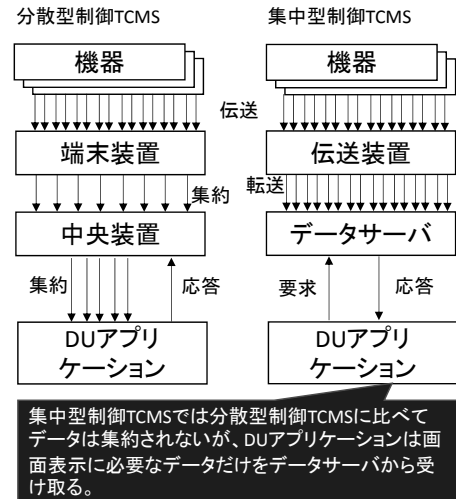 分散型制御TCMS
機器
伝送
端末装置
集約
中央装置
集約
応答
DUアプリ
ケーション
集中型制御TCMS
機器
伝送装置
転送
データサーバ
要求
応答
DUアプリ
ケーション
集中型制御TCMSでは分散型制御TCMSに比べて
データは集約されないが、DUアプリケーションは画
面表示に必要なデータだけをデータサーバから受
け取る。